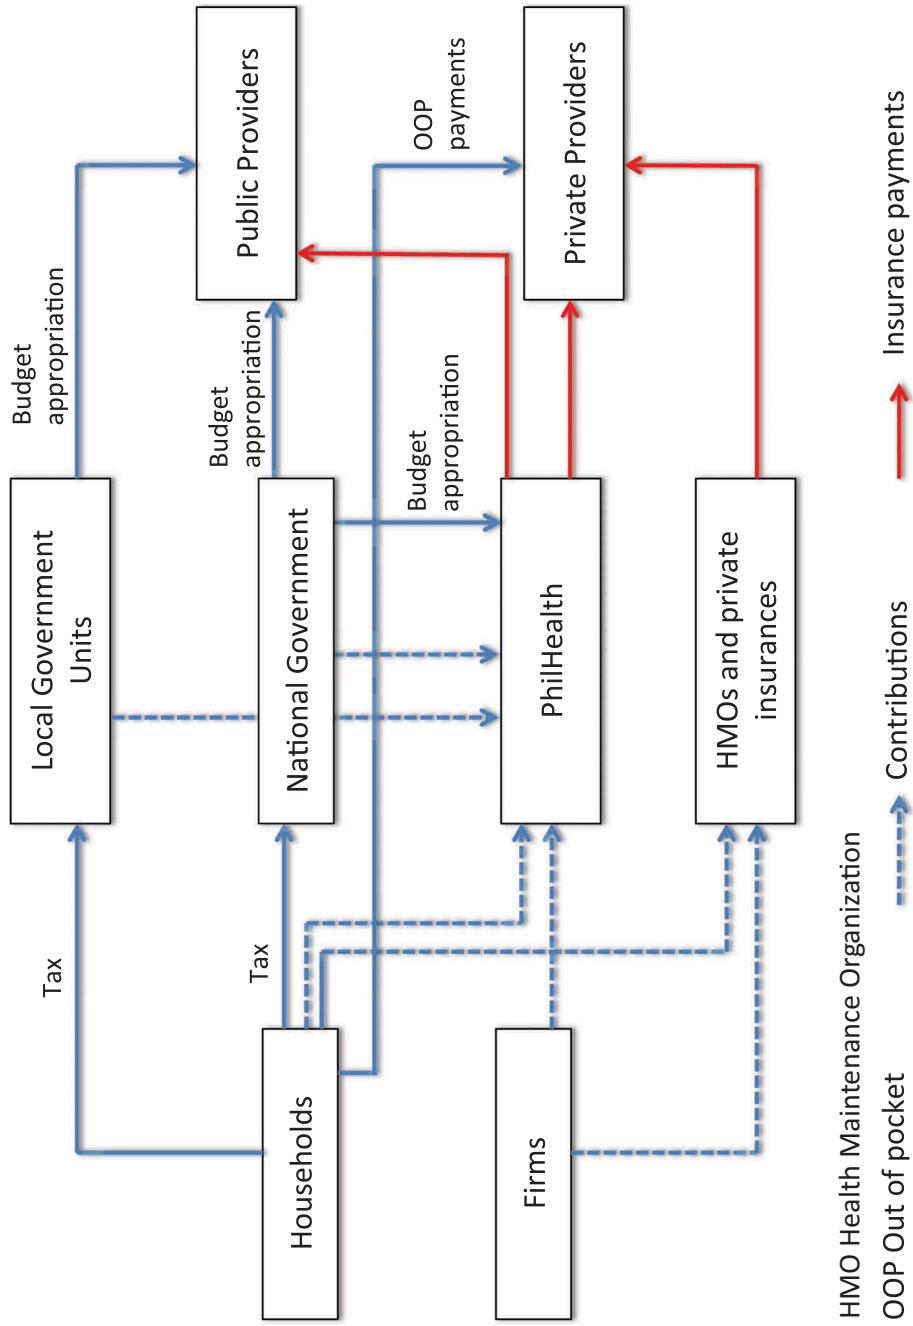 Tax
Budget
appropriation
Local Government
Units
Tax
Budget
appropriation
Public Providers
Households
National Government
OOP
payments
Budget
appropriation
Firms
PhilHealth
Private Providers
HMOs and private
insurances
HMO Health Maintenance Organization
OOP Out of pocket
Contributions
Insurance payments